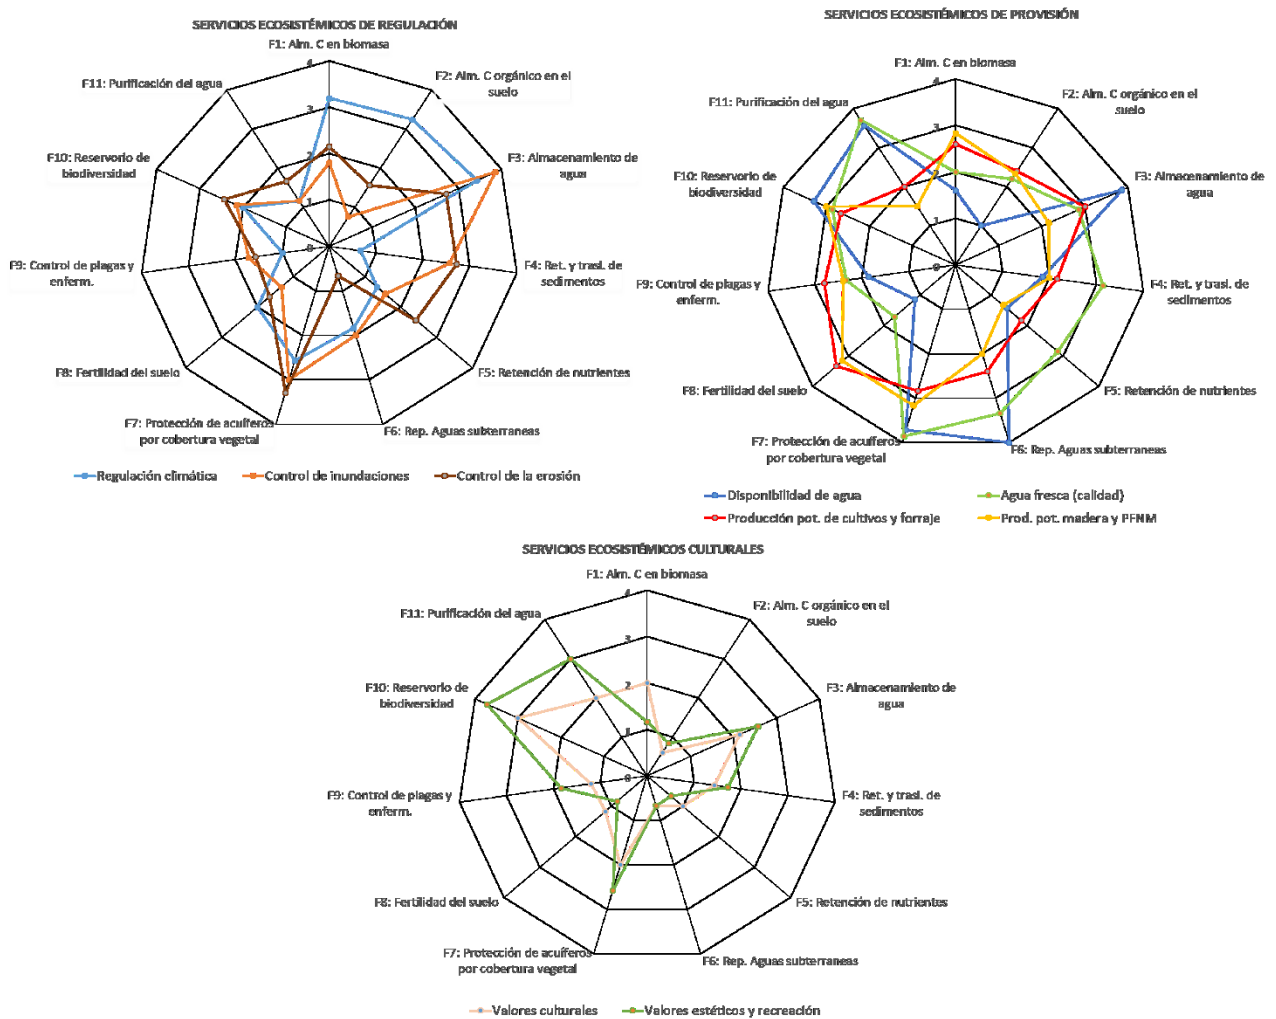 SERVICIOS ECOSISTÉMICOS DE REGULACIÓN
F1: Alm. C en biomasa
F2: Alm. C orgánico en el
suelo
F3: Almacenamiento de
agua
F4: Ret. y trasl. de
sedimentos
F5: Retención de nutrientes
F6: Rep. Aguas subterraneas
F7: Protección de acuíferos
por cobertura vegetal
F8: Fertilidad del suelo
F9: Control de plagas y
enferm.
F10: Reservorio de
biodiversidad
F11: Purificación del agua
4
3
2
1
0
Regulación climática
Control de inundaciones
Control de la erosión
SERVICIOS ECOSISTÉMICOS DE PROVISIÓN
F1: Alm. C en biomasa
F2: Alm. C orgánico en el
suelo
F3: Almacenamiento de
agua
F4: Ret. y trasl. de
sedimentos
F5: Retención de nutrientes
F6: Rep. Aguas subterraneas
F7: Protección de acuíferos
por cobertura vegetal
F8: Fertilidad del suelo
F9: Control de plagas y
enferm.
F10: Reservorio de
biodiversidad
F11: Purificación del agua
4
3
2
1
0
Disponibilidad de agua
Agua fresca (calidad)
Producción pot. de cultivos y forraje
Prod. pot. madera y PFNM
SERVICIOS ECOSISTÉMICOS CULTURALES
F1: Alm. C en biomasa
F2: Alm. C orgánico en el
suelo
F3: Almacenamiento de
agua
F4: Ret. y trasl. de
sedimentos
F5: Retención de nutrientes
F6: Rep. Aguas subterraneas
F7: Protección de acuíferos
por cobertura vegetal
F8: Fertilidad del suelo
F9: Control de plagas y
enferm.
F10: Reservorio de
biodiversidad
F11: Purificación del agua
4
3
2
1
0
Valores culturales
Valores estéticos y recreación